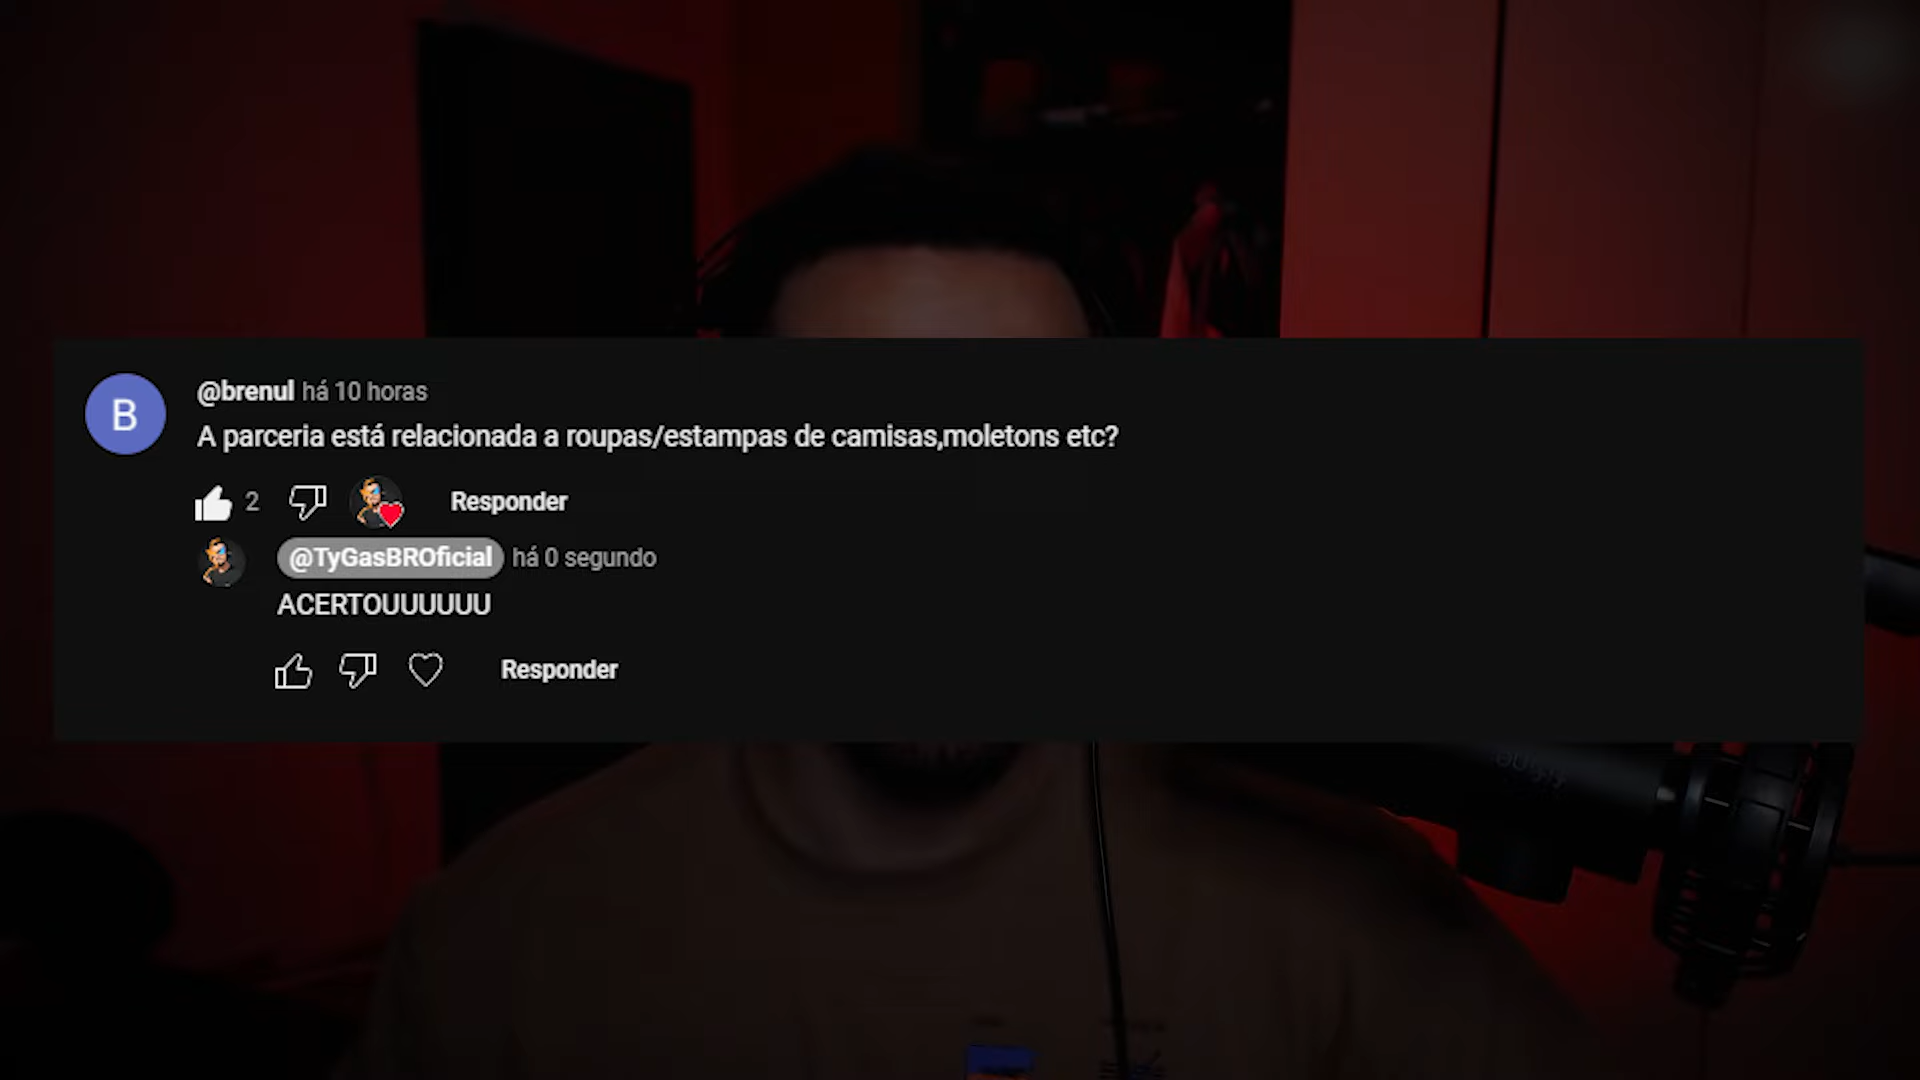 B
@brenul há 10 horas
A parceria está relacionada a roupas/estampas de camisas,moletons etc?
2 Responder
@TyGasBROficial há 0 segundo
ACERTOUUUUUU
Responder